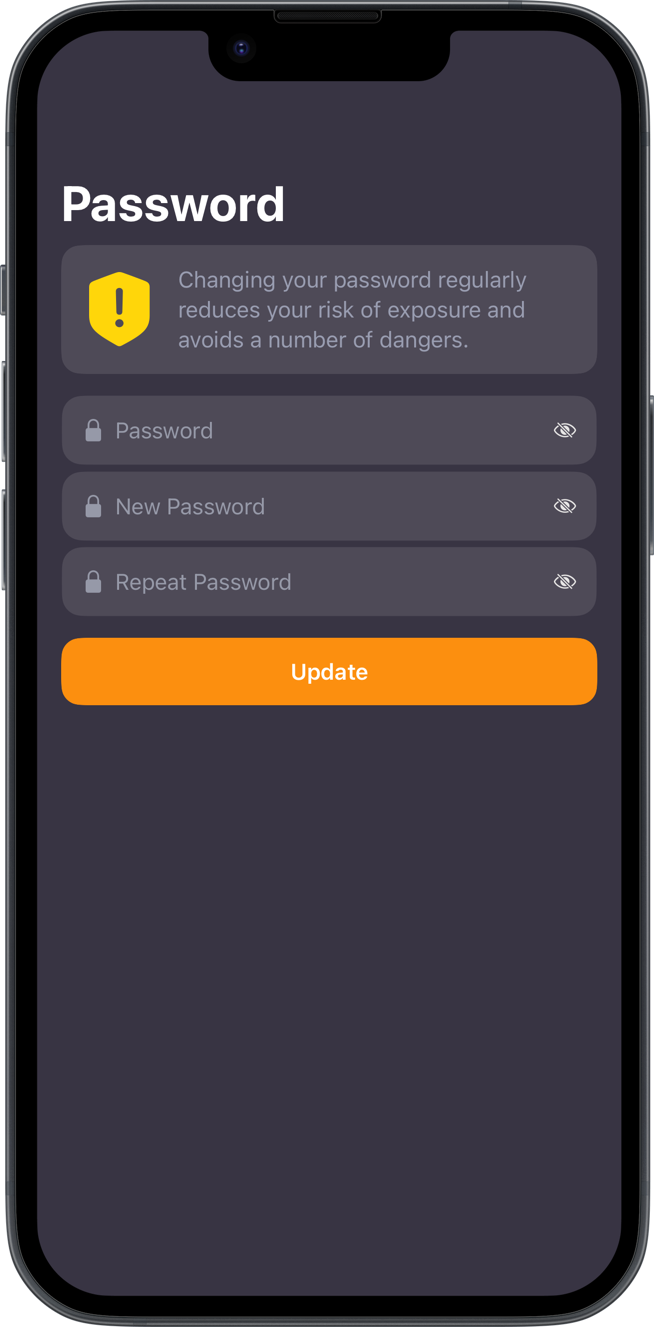 Password
Changing your password regularly
reduces your risk of exposure and
avoids a number of dangers.
Password
New Password
Repeat Password
Update